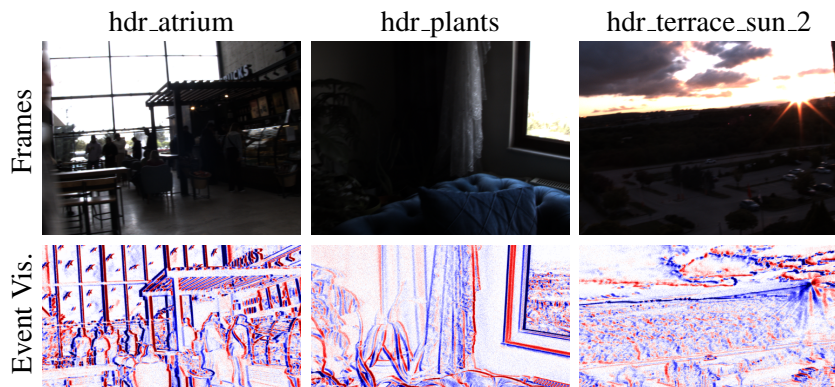 hdr_atrium
hdr_plants
hdr_terrace_sun_2
Frames
Event Vis.